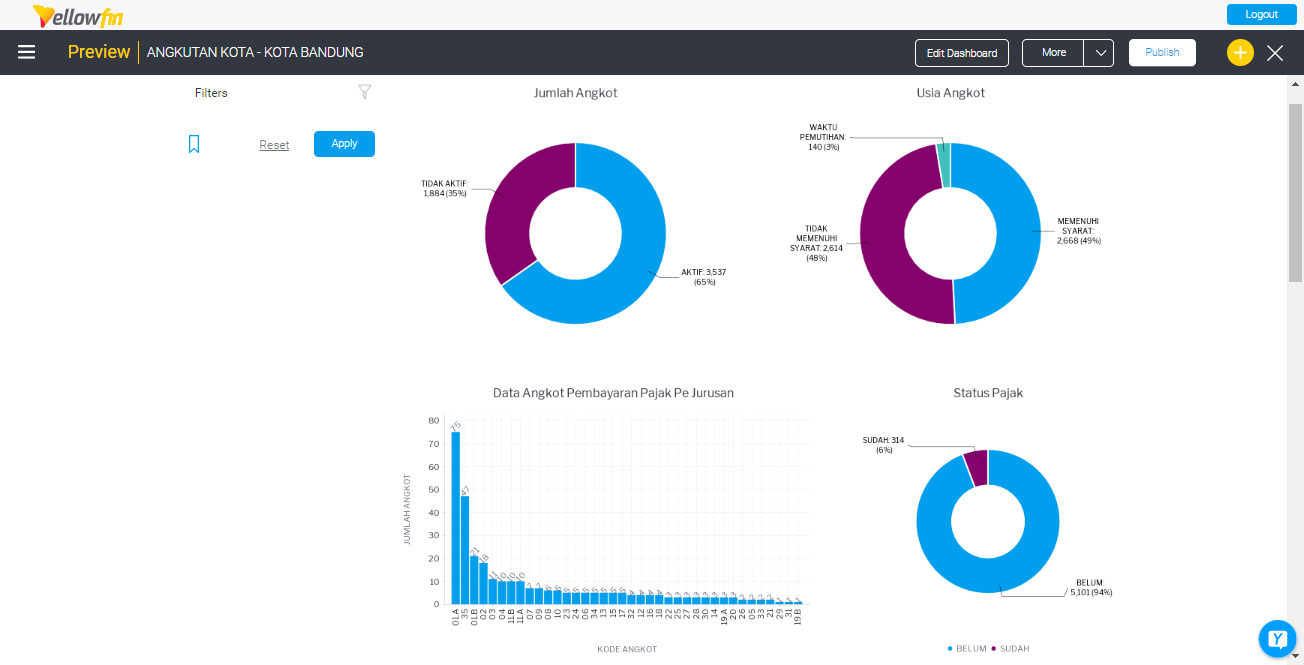 Yellowfin
Logout
Preview
ANGKUTAN KOTA - KOTA BANDUNG
Edit Dashboard
More
Publish
Filters
Reset
Apply
Jumlah Angkot
TIDAK AKTIF:
1,884 (35%)
AKTIF: 3,537
(65%)
Usia Angkot
WAKTU
PEMUTIHAN:
140 (3%)
TIDAK
MEMENUHI
SYARAT: 2,614
(48%)
MEMENUHI
SYARAT:
2,668 (49%)
Data Angkot Pembayaran Pajak Pe Jurusan
JUMLAH ANGKOT
80
70
60
50
40
30
20
10
0
75
47
21
18
11
10
10
10
7
7
6
6
5
5
5
5
5
5
5
4
4
4
4
3
3
3
3
3
3
3
3
2
2
2
2
1
1
1
01A
35
01B
02
03
04
11B
11A
07
09
08
10
23
24
06
34
13
15
17
32
12
16
18
22
25
27
28
30
14
19A
20
26
05
33
21
29
31
19B
KODE ANGKOT
Status Pajak
SUDAH: 314
(6%)
BELUM:
5,101 (94%)
BELUM
SUDAH
Y